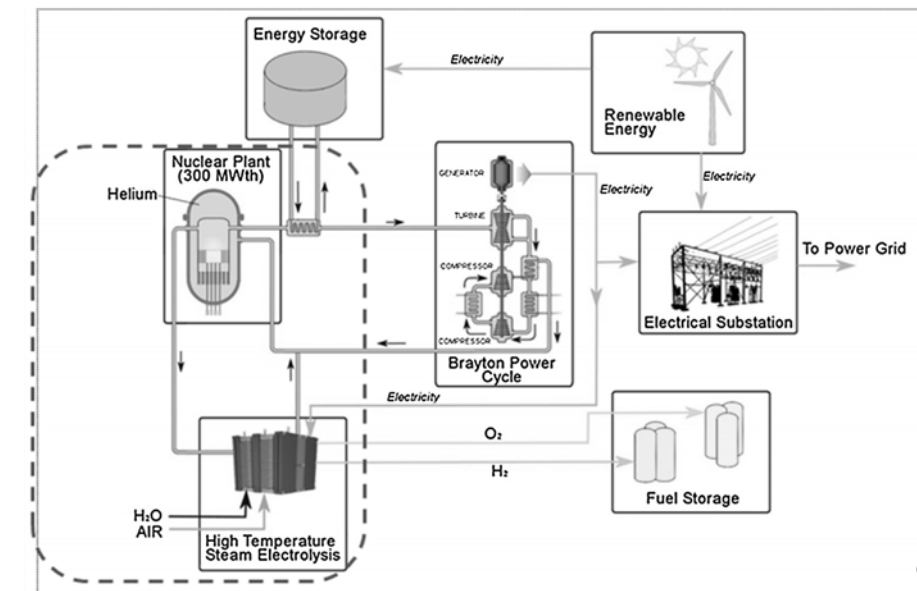 Energy Storage
Electricity
Renewable
Energy
Nuclear Plant
(300 MWth)
Helium
GENERATOR
Electricity
Electricity
TURBINE
To Power Grid
COMPRESSOR
Electrical Substation
COMPRESSOR
Brayton Power
Cycle
Electricity
O₂
H₂
Fuel Storage
H₂O
AIR
High Temperature
Steam Electrolysis